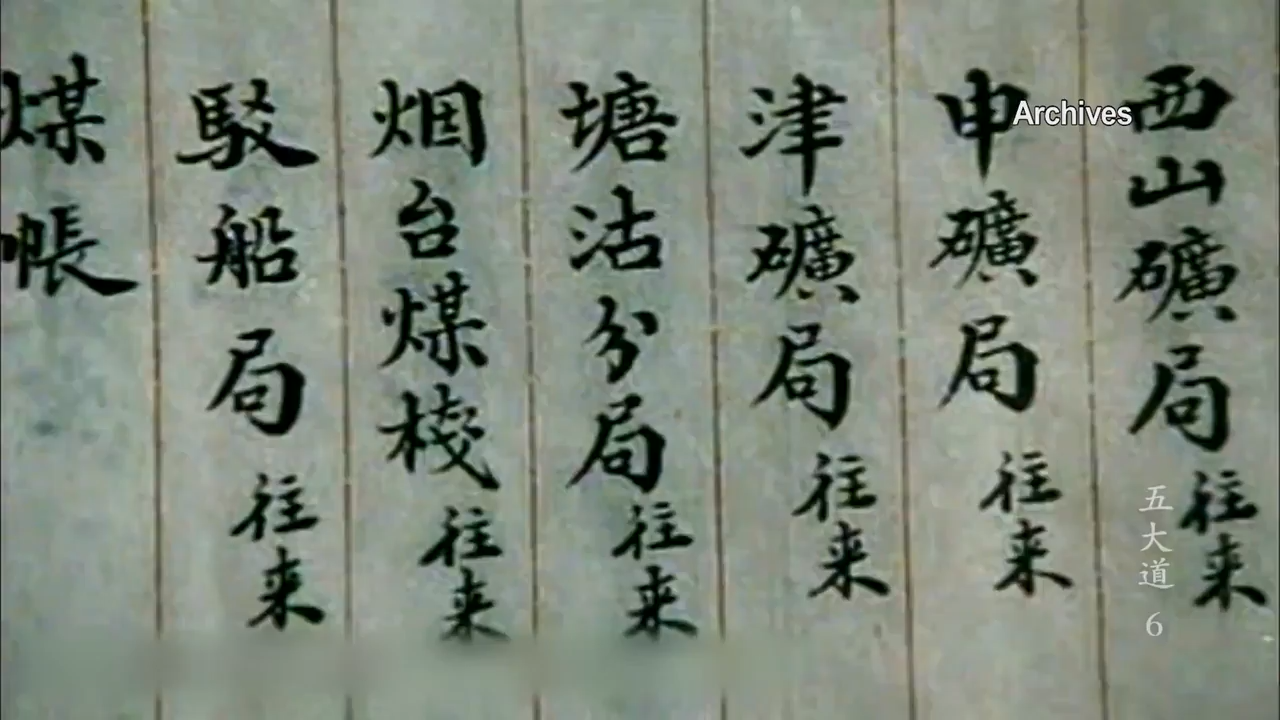 西山礦局往来
申礦局往来
津礦局往来
塘沽分局往来
烟台煤栈往来
駁船局往来
煤帳
Archives
五大道 6